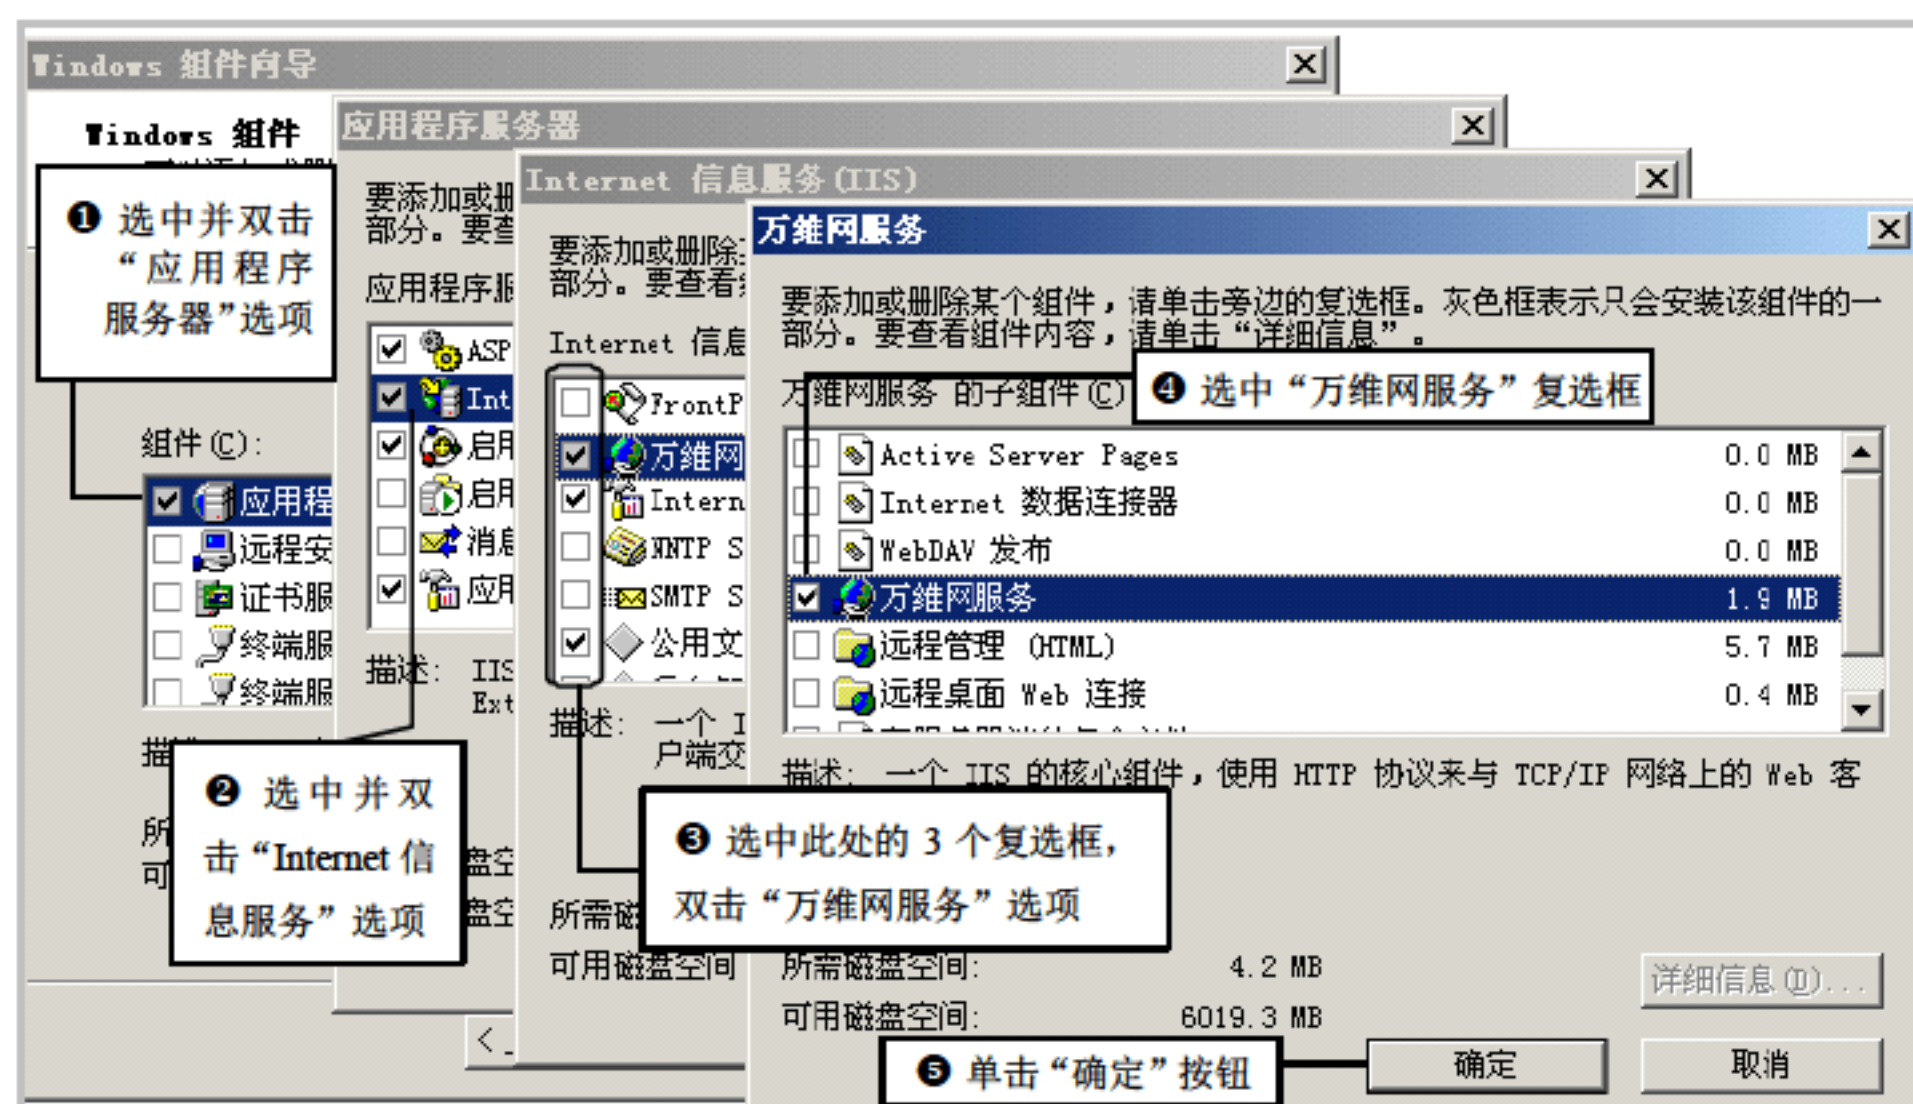 Windows 组件向导
Windows 组件
❶ 选中并双击
“应用程序
服务器”选项
组件(C):
应用程
远程安
证书服
终端服
终端服
❷ 选中并双
击“Internet 信
息服务”选项
应用程序服务器
要添加或删
部分。要查
应用程序服
ASP
Int
启用
启用
消息
应用
描述: IIS
Ext
盘空
盘空
<
Internet 信息服务(IIS)
要添加或删除
部分。要查看
Internet 信息
FrontP
万维网
Intern
NNTP S
SMTP S
公用文
描述: 一个 I
户端交
❸ 选中此处的 3 个复选框，
双击“万维网服务”选项
所需磁
可用磁盘空间
万维网服务
要添加或删除某个组件，请单击旁边的复选框。灰色框表示只会安装该组件的一
部分。要查看组件内容，请单击“详细信息”。
万维网服务 的子组件(C)
❹ 选中“万维网服务”复选框
Active Server Pages 0.0 MB
Internet 数据连接器 0.0 MB
WebDAV 发布 0.0 MB
万维网服务 1.9 MB
远程管理 (HTML) 5.7 MB
远程桌面 Web 连接 0.4 MB
描述: 一个 IIS 的核心组件，使用 HTTP 协议来与 TCP/IP 网络上的 Web 客
所需磁盘空间: 4.2 MB
可用磁盘空间: 6019.3 MB
详细信息(D)...
❺ 单击“确定”按钮
确定
取消